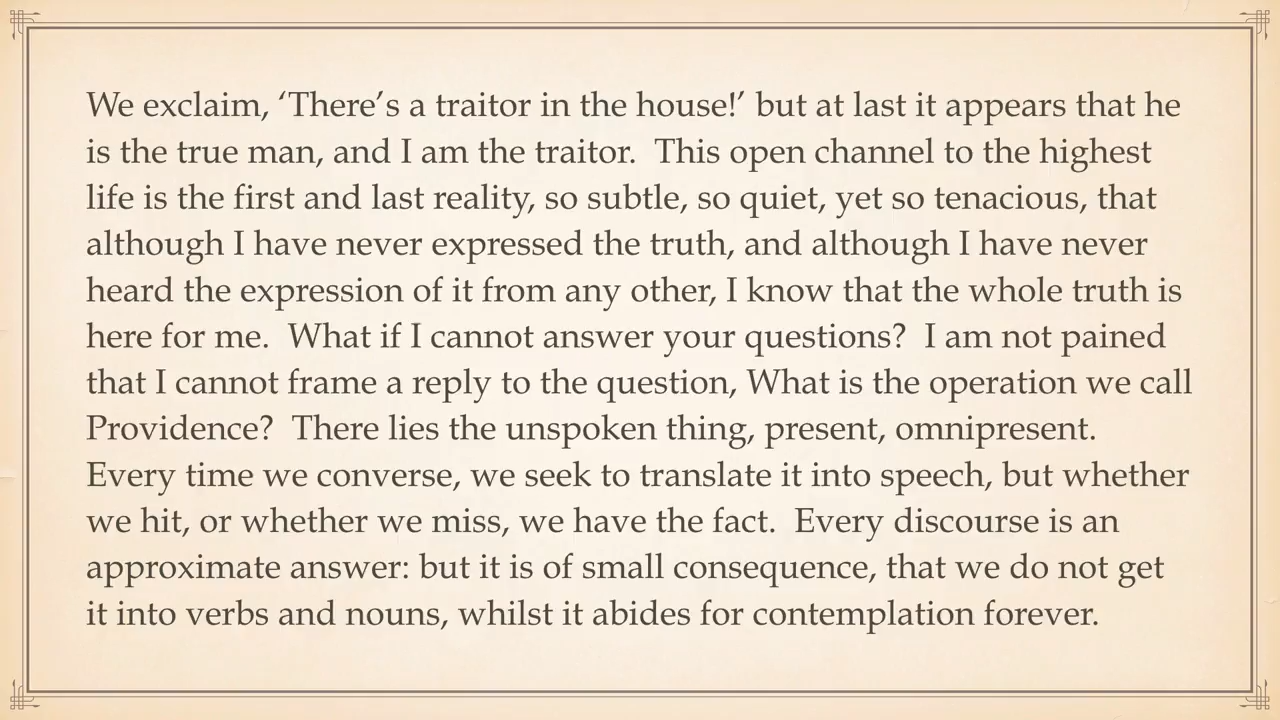 We exclaim, ‘There’s a traitor in the house!’ but at last it appears that he
is the true man, and I am the traitor.  This open channel to the highest
life is the first and last reality, so subtle, so quiet, yet so tenacious, that
although I have never expressed the truth, and although I have never
heard the expression of it from any other, I know that the whole truth is
here for me.  What if I cannot answer your questions?  I am not pained
that I cannot frame a reply to the question, What is the operation we call
Providence?  There lies the unspoken thing, present, omnipresent.
Every time we converse, we seek to translate it into speech, but whether
we hit, or whether we miss, we have the fact.  Every discourse is an
approximate answer: but it is of small consequence, that we do not get
it into verbs and nouns, whilst it abides for contemplation forever.